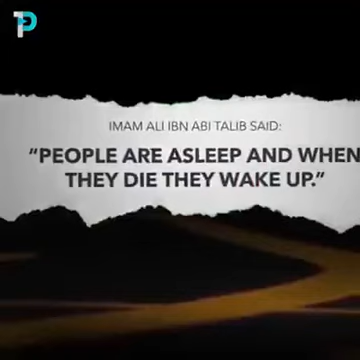 IMAM ALI IBN ABI TALIB SAID:
“PEOPLE ARE ASLEEP AND WHEN
THEY DIE THEY WAKE UP.”